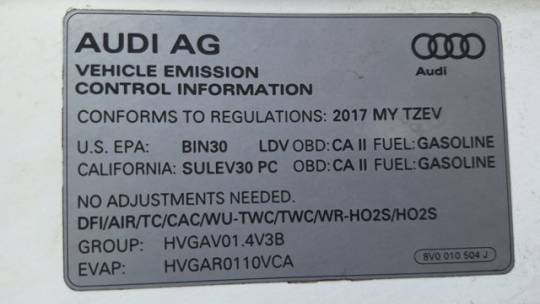 AUDI AG
Audi
VEHICLE EMISSION
CONTROL INFORMATION
CONFORMS TO REGULATIONS: 2017 MY TZEV
U.S. EPA: BIN30 LDV OBD: CA II FUEL: GASOLINE
CALIFORNIA: SULEV30 PC OBD: CA II FUEL: GASOLINE
NO ADJUSTMENTS NEEDED.
DFI/AIR/TC/CAC/WU-TWC/TWC/WR-HO2S/HO2S
GROUP: HVGAV01.4V3B
EVAP: HVGAR0110VCA
8V0 010 504 J